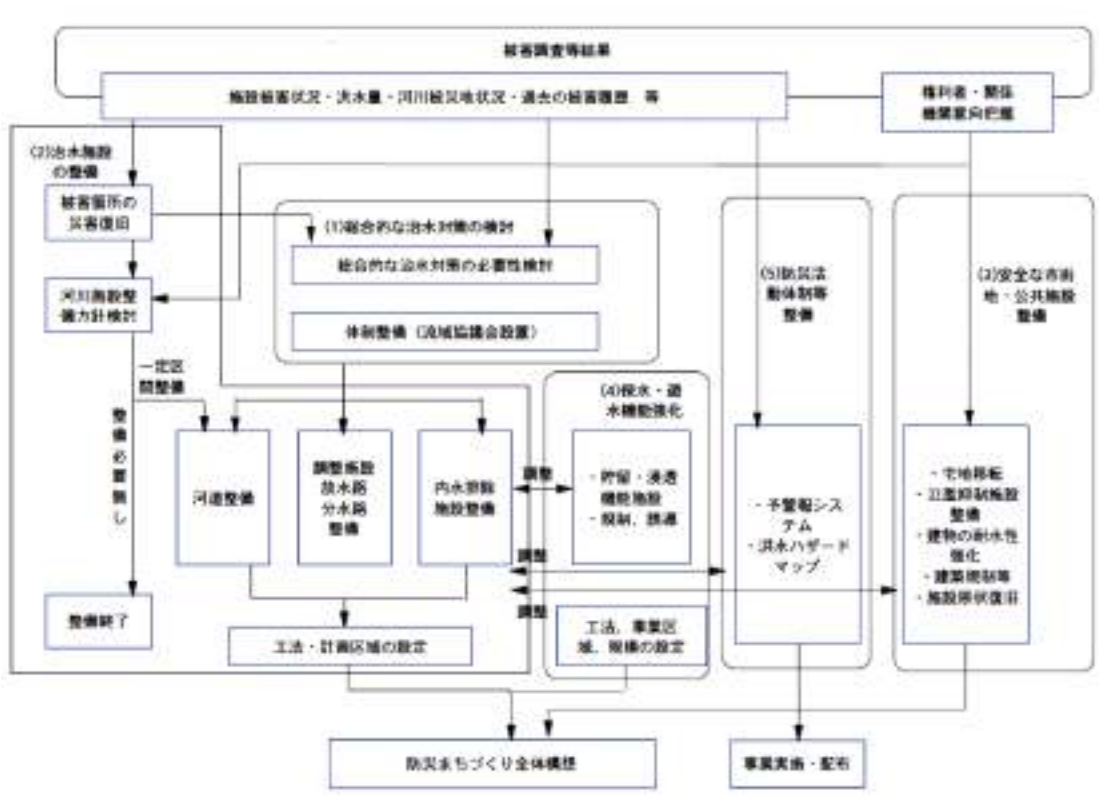 被害調査等結果
施設被害状況・洪水量・河川被災地状況・過去の被害履歴　等
権利者・関係
機関意向把握
(2)治水施設
の整備
被害箇所の
災害復旧
(1)総合的な治水対策の検討
総合的な治水対策の必要性検討
体制整備（流域協議会設置）
河川施設整
備方針検討
一定区
間整備
整備必要無し
(5)防災活
動体制等
整備
(3)安全な市街
地・公共施設
整備
(4)保水・遊
水機能強化
河道整備
調整施設
放水路
分水路
整備
内水排除
施設整備
調整
・貯留・浸透
機能施設
・規制、誘導
調整
調整
・予警報シス
テム
・洪水ハザード
マップ
・宅地移転
・氾濫抑制施設
整備
・建物の耐水性
強化
・建築規制等
・施設原状復旧
整備終了
工法・計画区域の設定
工法、事業区
域、規模の設定
防災まちづくり全体構想
事業実施・配布